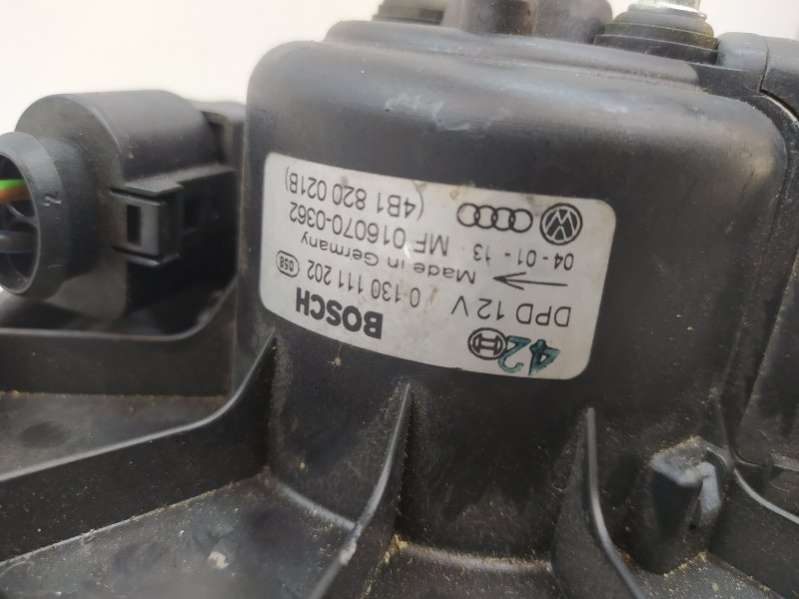 42 BOSCH
DPD 12 V 0 130 111 202 058
Made in Germany
04-01-13 MF 016070-0362
(4B1 820 021B)